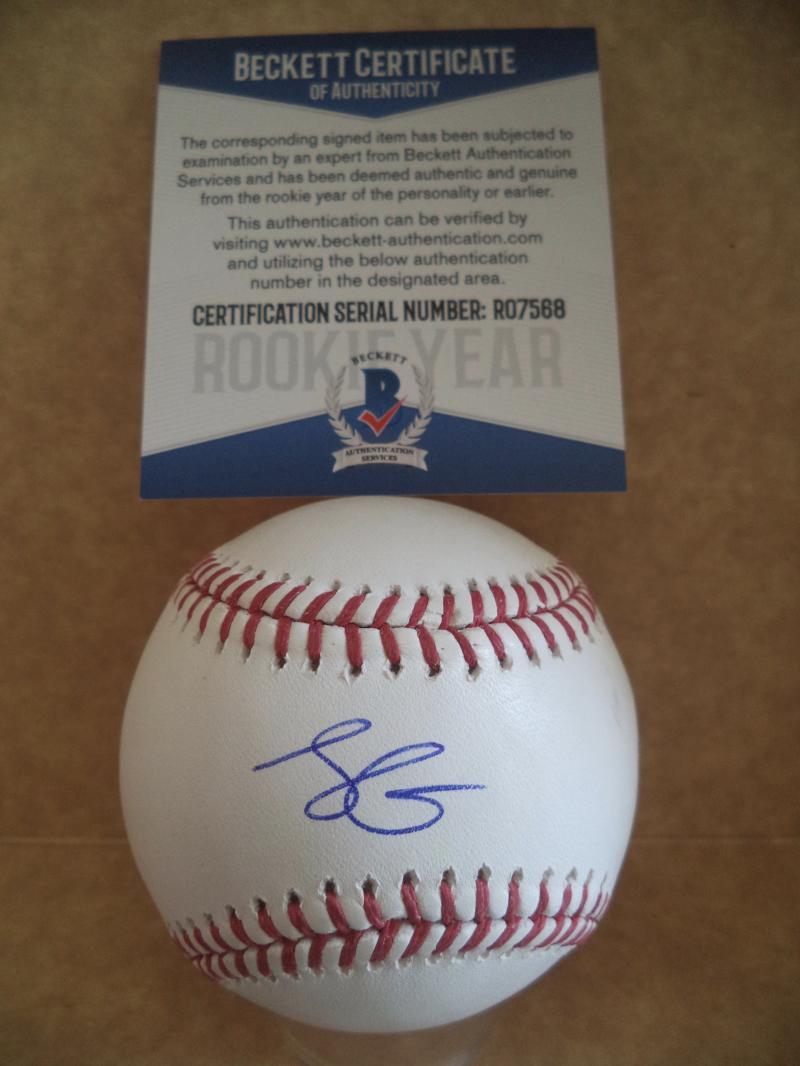 BECKETT CERTIFICATE
OF AUTHENTICITY
The corresponding signed item has been subjected to
examination by an expert from Beckett Authentication
Services and has been deemed authentic and genuine
from the rookie year of the personality or earlier.
This authentication can be verified by
visiting www.beckett-authentication.com
and utilizing the below authentication
number in the designated area.
CERTIFICATION SERIAL NUMBER: R07568
ROOKIE YEAR
BECKETT
B
AUTHENTICATION
SERVICES